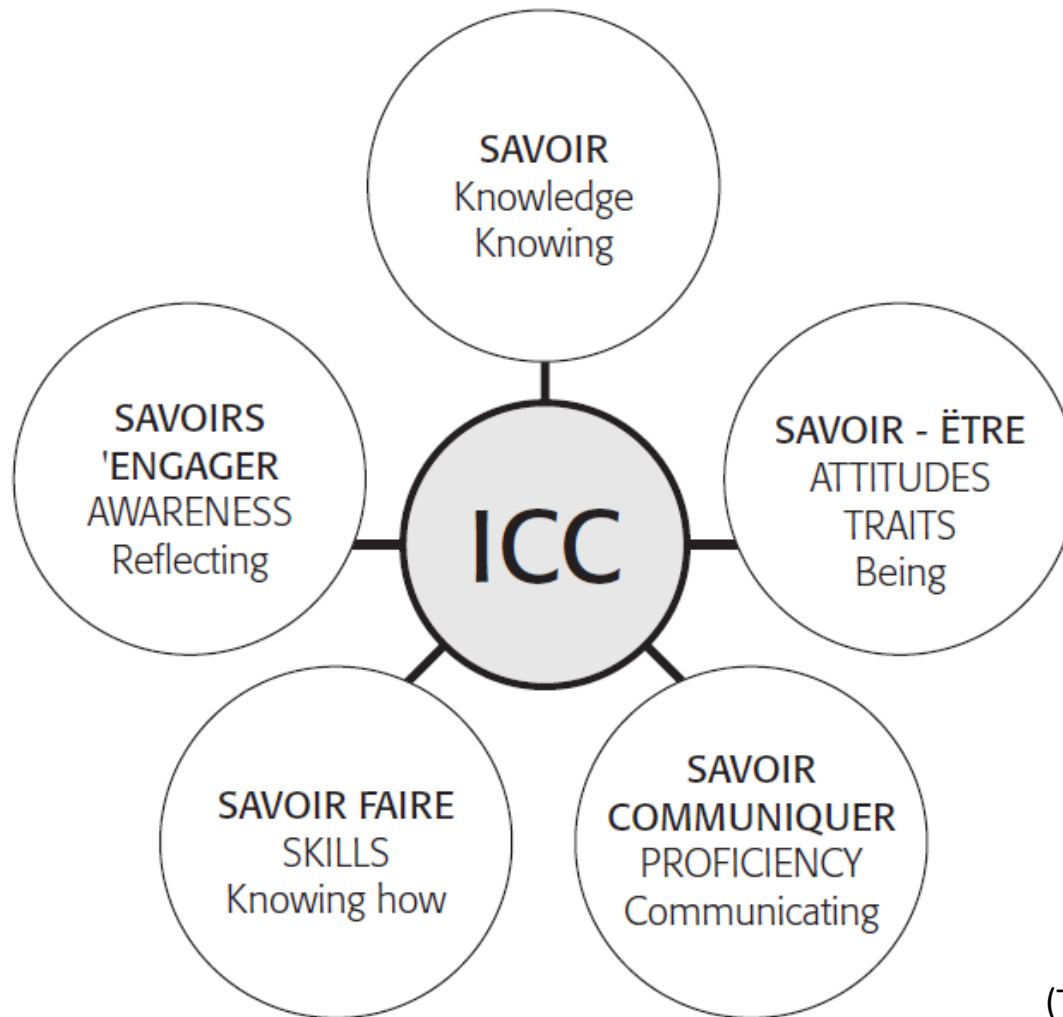 SAVOIR
Knowledge
Knowing
SAVOIRS
'ENGAGER
AWARENESS
Reflecting
SAVOIR - ËTRE
ATTITUDES
TRAITS
Being
ICC
SAVOIR FAIRE
SKILLS
Knowing how
SAVOIR
COMMUNIQUER
PROFICIENCY
Communicating